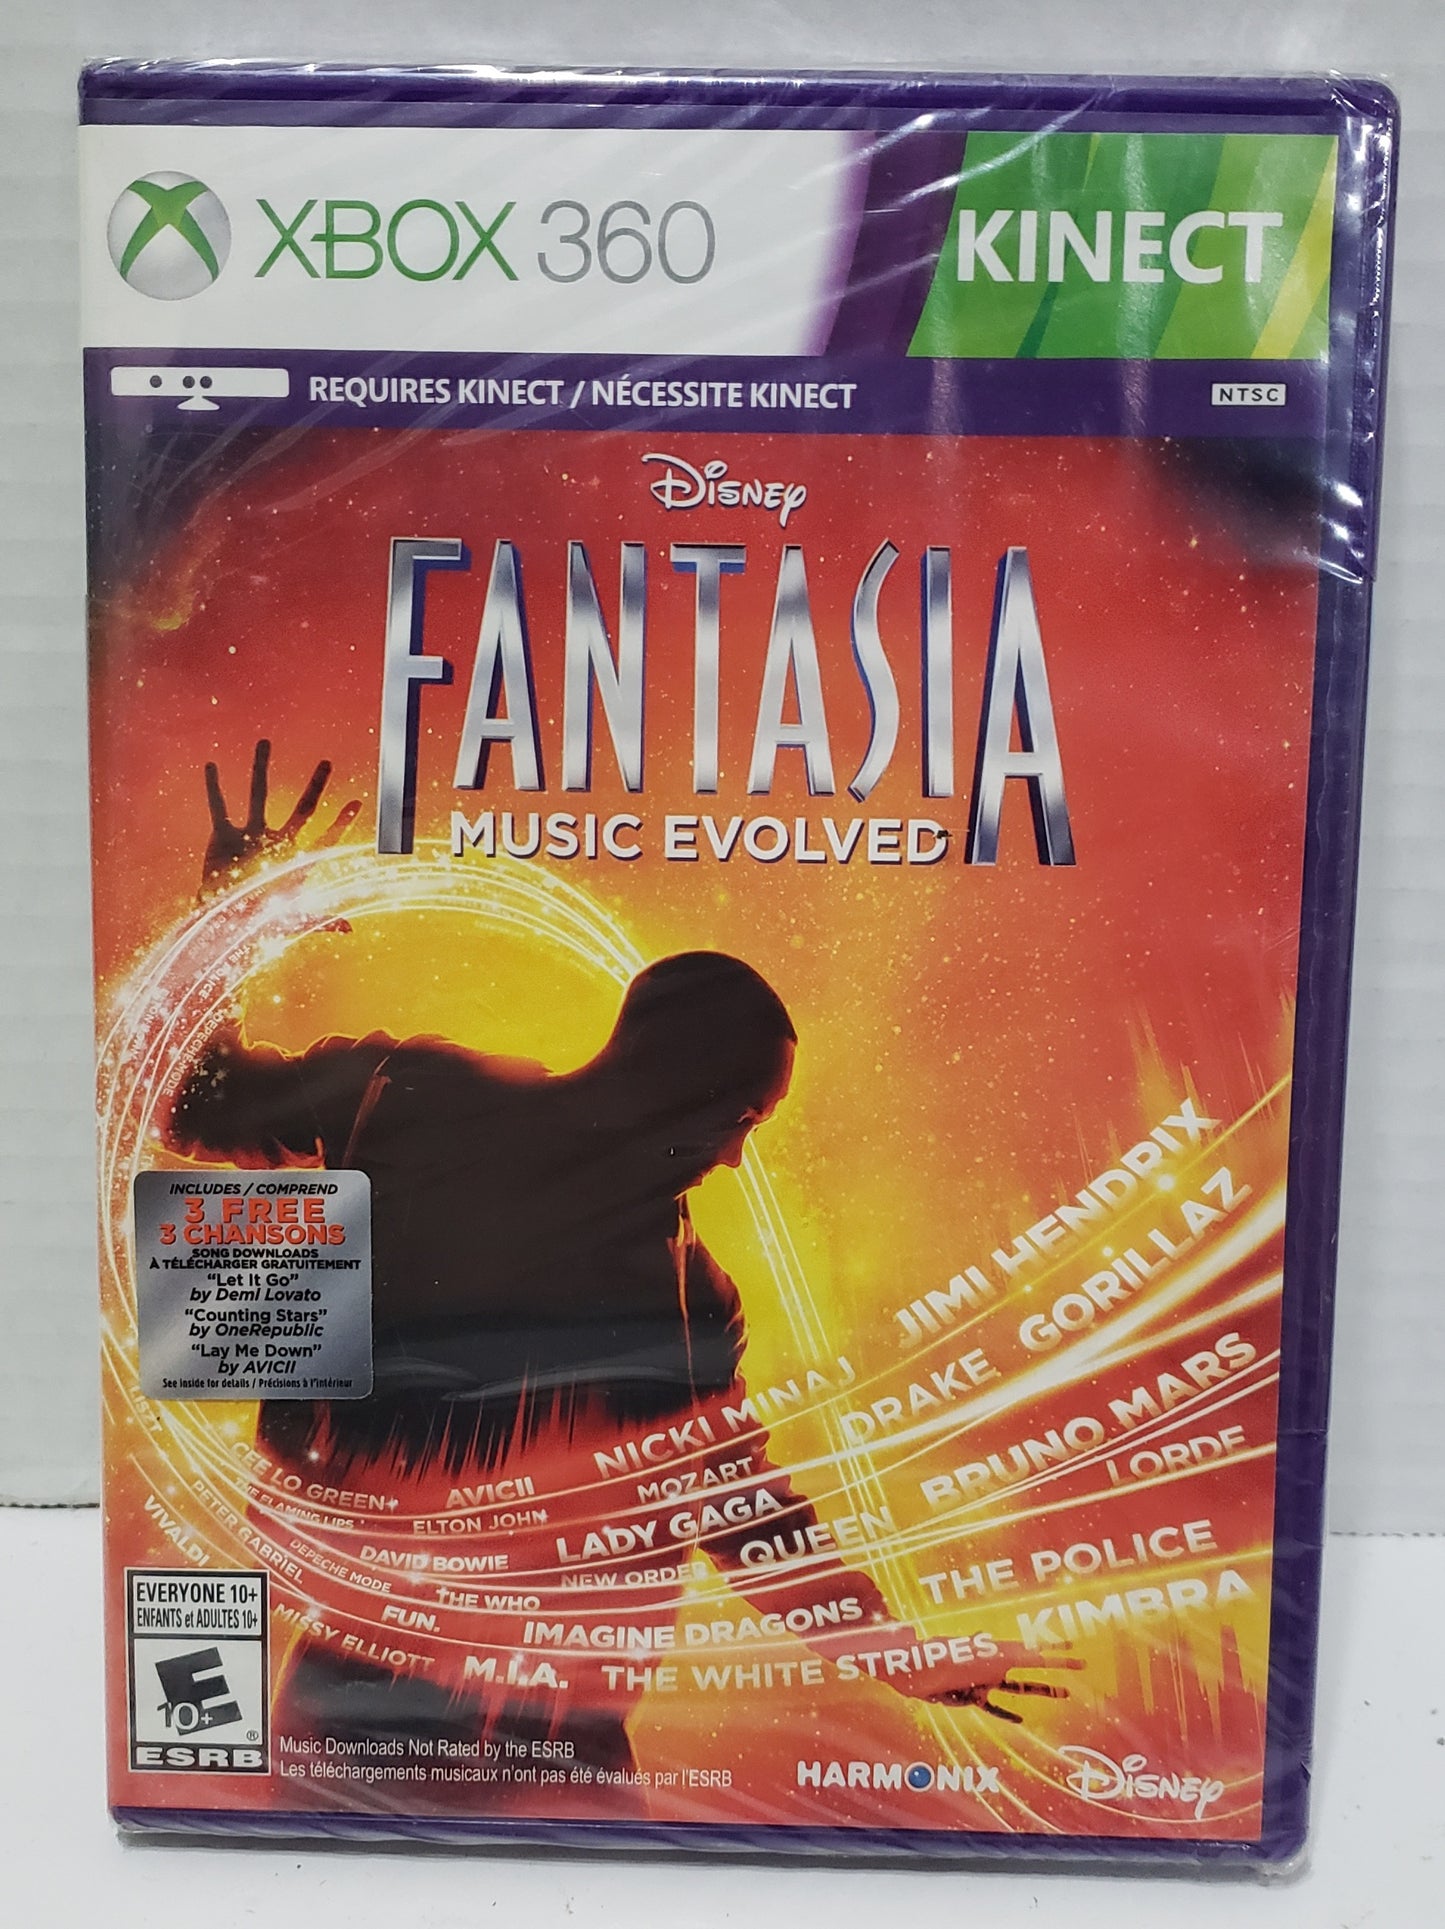 XBOX 360
KINECT
REQUIRES KINECT / NÉCESSITE KINECT
NTSC
Disney
FANTASIA
MUSIC EVOLVED
DEPECHE MODE
INCLUDES / COMPREND
3 FREE
3 CHANSONS
SONG DOWNLOADS
À TÉLÉCHARGER GRATUITEMENT
"Let It Go"
by Demi Lovato
"Counting Stars"
by OneRepublic
"Lay Me Down"
by AVICII
See inside for details / Précisions à l'intérieur
JIMI HENDRIX
GORILLAZ
NICKI MINAJ
DRAKE
BRUNO MARS
LISZT
CEE LO GREEN
AVICII
MOZART
LORDE
THE FLAMING LIPS
ELTON JOHN
LADY GAGA
QUEEN
VIVALDI
PETER GABRIEL
DEPECHE MODE
DAVID BOWIE
NEW ORDER
THE POLICE
THE WHO
FUN.
IMAGINE DRAGONS
KIMBRA
MISSY ELLIOTT
M.I.A.
THE WHITE STRIPES
EVERYONE 10+
ENFANTS et ADULTES 10+
E
10+
®
ESRB
Music Downloads Not Rated by the ESRB
Les téléchargements musicaux n'ont pas été évalués par l'ESRB
HARMONIX
Disney